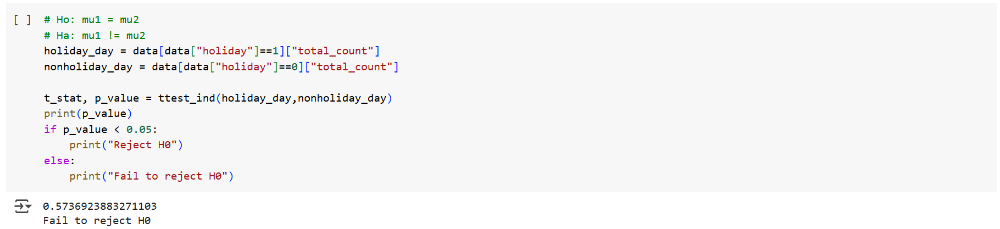 [ ] # Ho: mu1 = mu2
# Ha: mu1 != mu2
holiday_day = data[data["holiday"]==1]["total_count"]
nonholiday_day = data[data["holiday"]==0]["total_count"]
t_stat, p_value = ttest_ind(holiday_day,nonholiday_day)
print(p_value)
if p_value < 0.05:
    print("Reject H0")
else:
    print("Fail to reject H0")
0.5736923883271103
Fail to reject H0